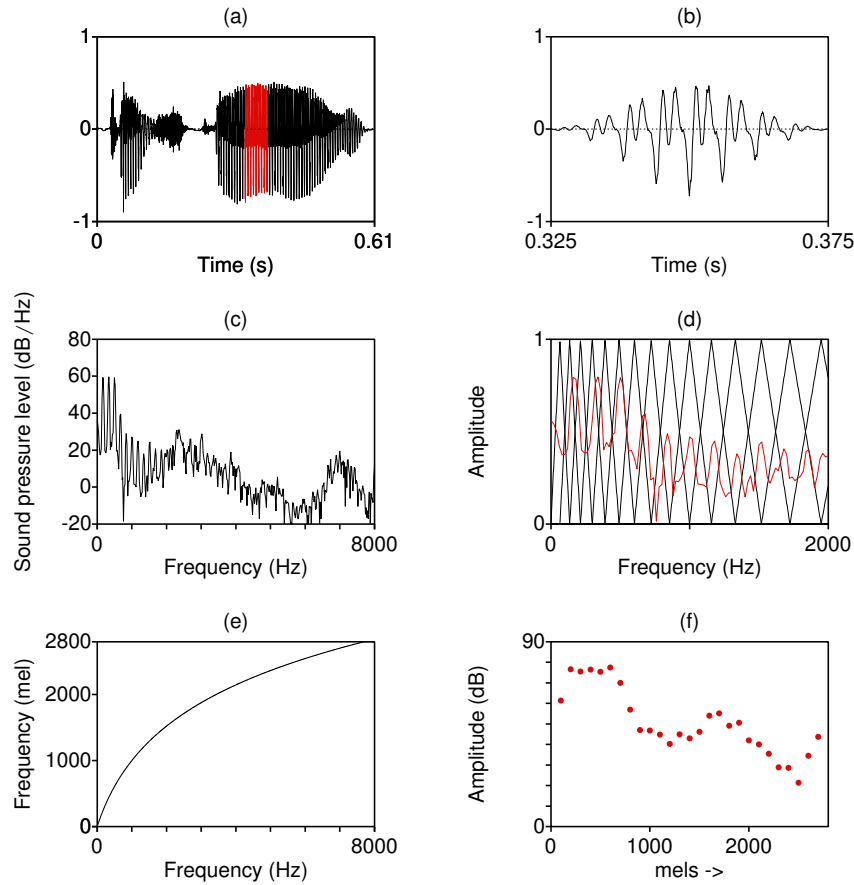 (a)
1
0
-1
0
0.61
Time (s)
(b)
1
0
-1
0.325
0.375
Time (s)
(c)
Sound pressure level (dB/Hz)
80
60
40
20
0
-20
0
8000
Frequency (Hz)
(d)
Amplitude
1
0
0
2000
Frequency (Hz)
(e)
Frequency (mel)
2800
2000
1000
0
0
8000
Frequency (Hz)
(f)
Amplitude (dB)
90
0
0
1000
2000
mels ->